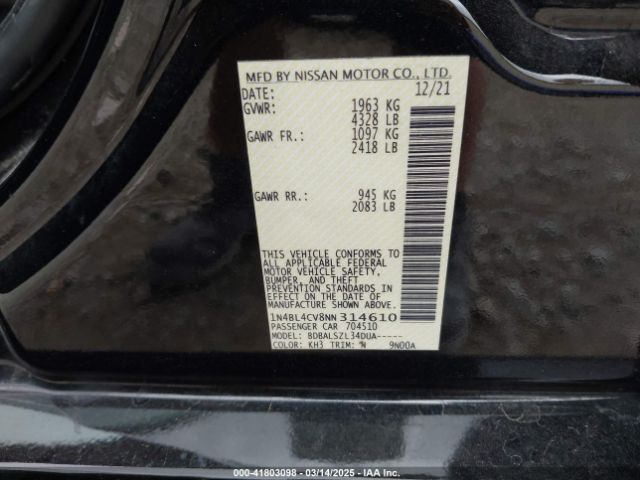 MFD BY NISSAN MOTOR CO., LTD.
DATE: 12/21
GVWR: 1963 KG
4328 LB
GAWR FR.: 1097 KG
2418 LB
GAWR RR.: 945 KG
2083 LB
THIS VEHICLE CONFORMS TO
ALL APPLICABLE FEDERAL
MOTOR VEHICLE SAFETY,
BUMPER, AND THEFT
PREVENTION STANDARDS
IN EFFECT ON THE DATE OF
MANUFACTURE SHOWN ABOVE.
1N4BL4CV8NN314610
PASSENGER CAR 704510
MODEL: BDBALSZL34DUA-----
COLOR: KH3 TRIM: 9N00A
©00-41803098 - 03/14/2025 - IAA Inc.